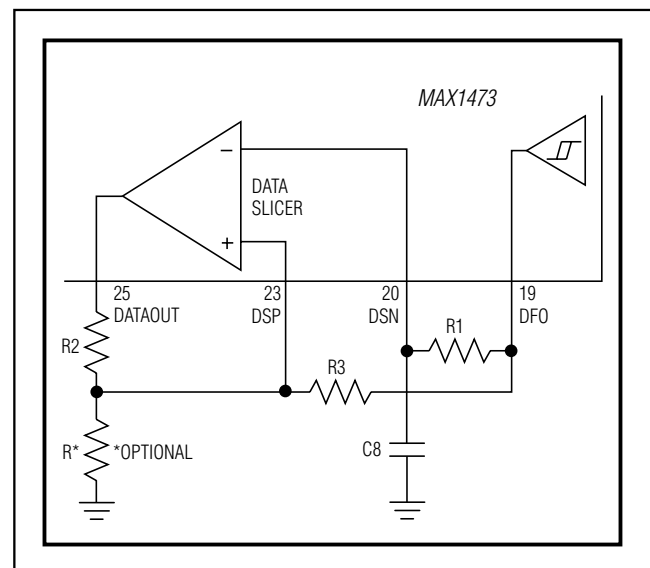 MAX1473
−
DATA
SLICER
+
25
DATAOUT
23
DSP
20
DSN
19
DFO
R1
R2
R3
R*
*OPTIONAL
C8